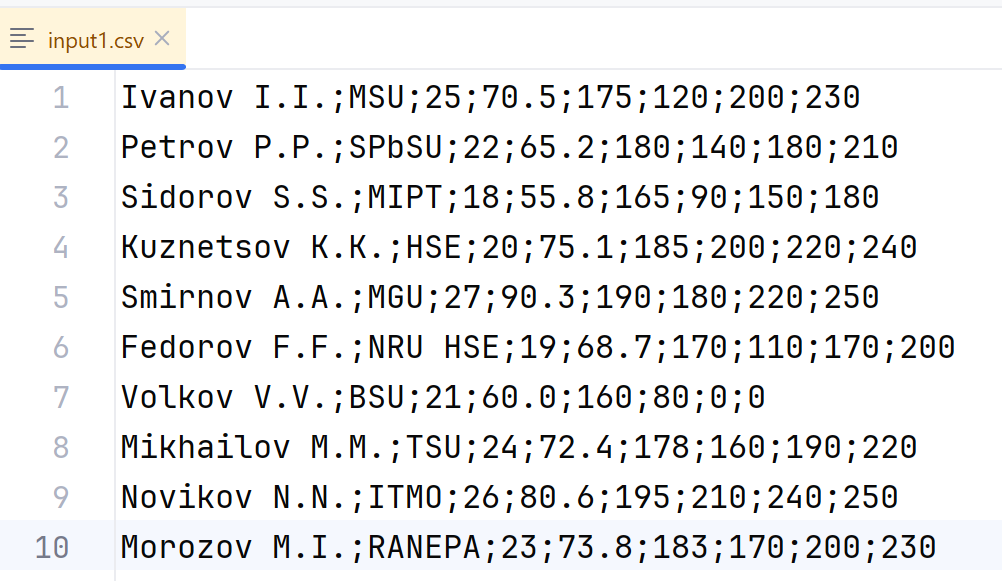 input1.csv
1 Ivanov I.I.;MSU;25;70.5;175;120;200;230
2 Petrov P.P.;SPbSU;22;65.2;180;140;180;210
3 Sidorov S.S.;MIPT;18;55.8;165;90;150;180
4 Kuznetsov K.K.;HSE;20;75.1;185;200;220;240
5 Smirnov A.A.;MGU;27;90.3;190;180;220;250
6 Fedorov F.F.;NRU HSE;19;68.7;170;110;170;200
7 Volkov V.V.;BSU;21;60.0;160;80;0;0
8 Mikhailov M.M.;TSU;24;72.4;178;160;190;220
9 Novikov N.N.;ITMO;26;80.6;195;210;240;250
10 Morozov M.I.;RANEPA;23;73.8;183;170;200;230